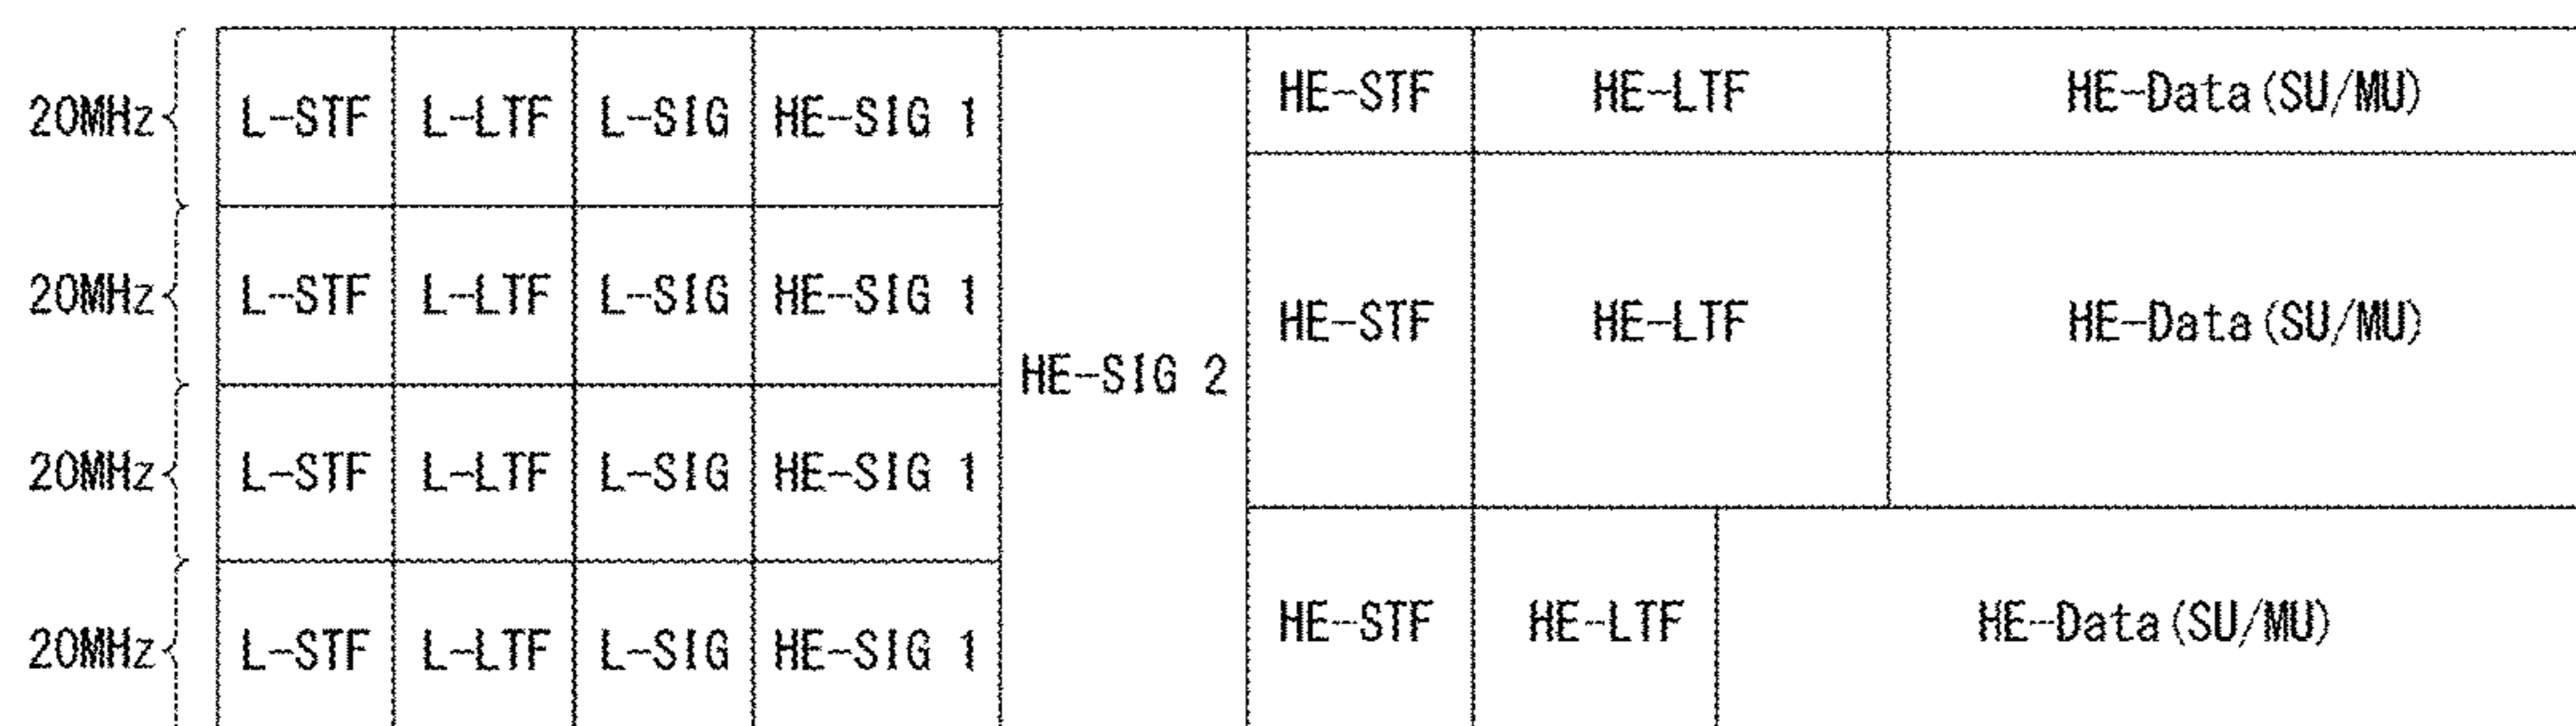 20MHz L-STF L-LTF L-SIG HE-SIG 1 HE-STF HE-LTF HE-Data(SU/MU)
20MHz L-STF L-LTF L-SIG HE-SIG 1 HE-STF HE-LTF HE-Data(SU/MU)
HE-SIG 2
20MHz L-STF L-LTF L-SIG HE-SIG 1
20MHz L-STF L-LTF L-SIG HE-SIG 1 HE-STF HE-LTF HE-Data(SU/MU)